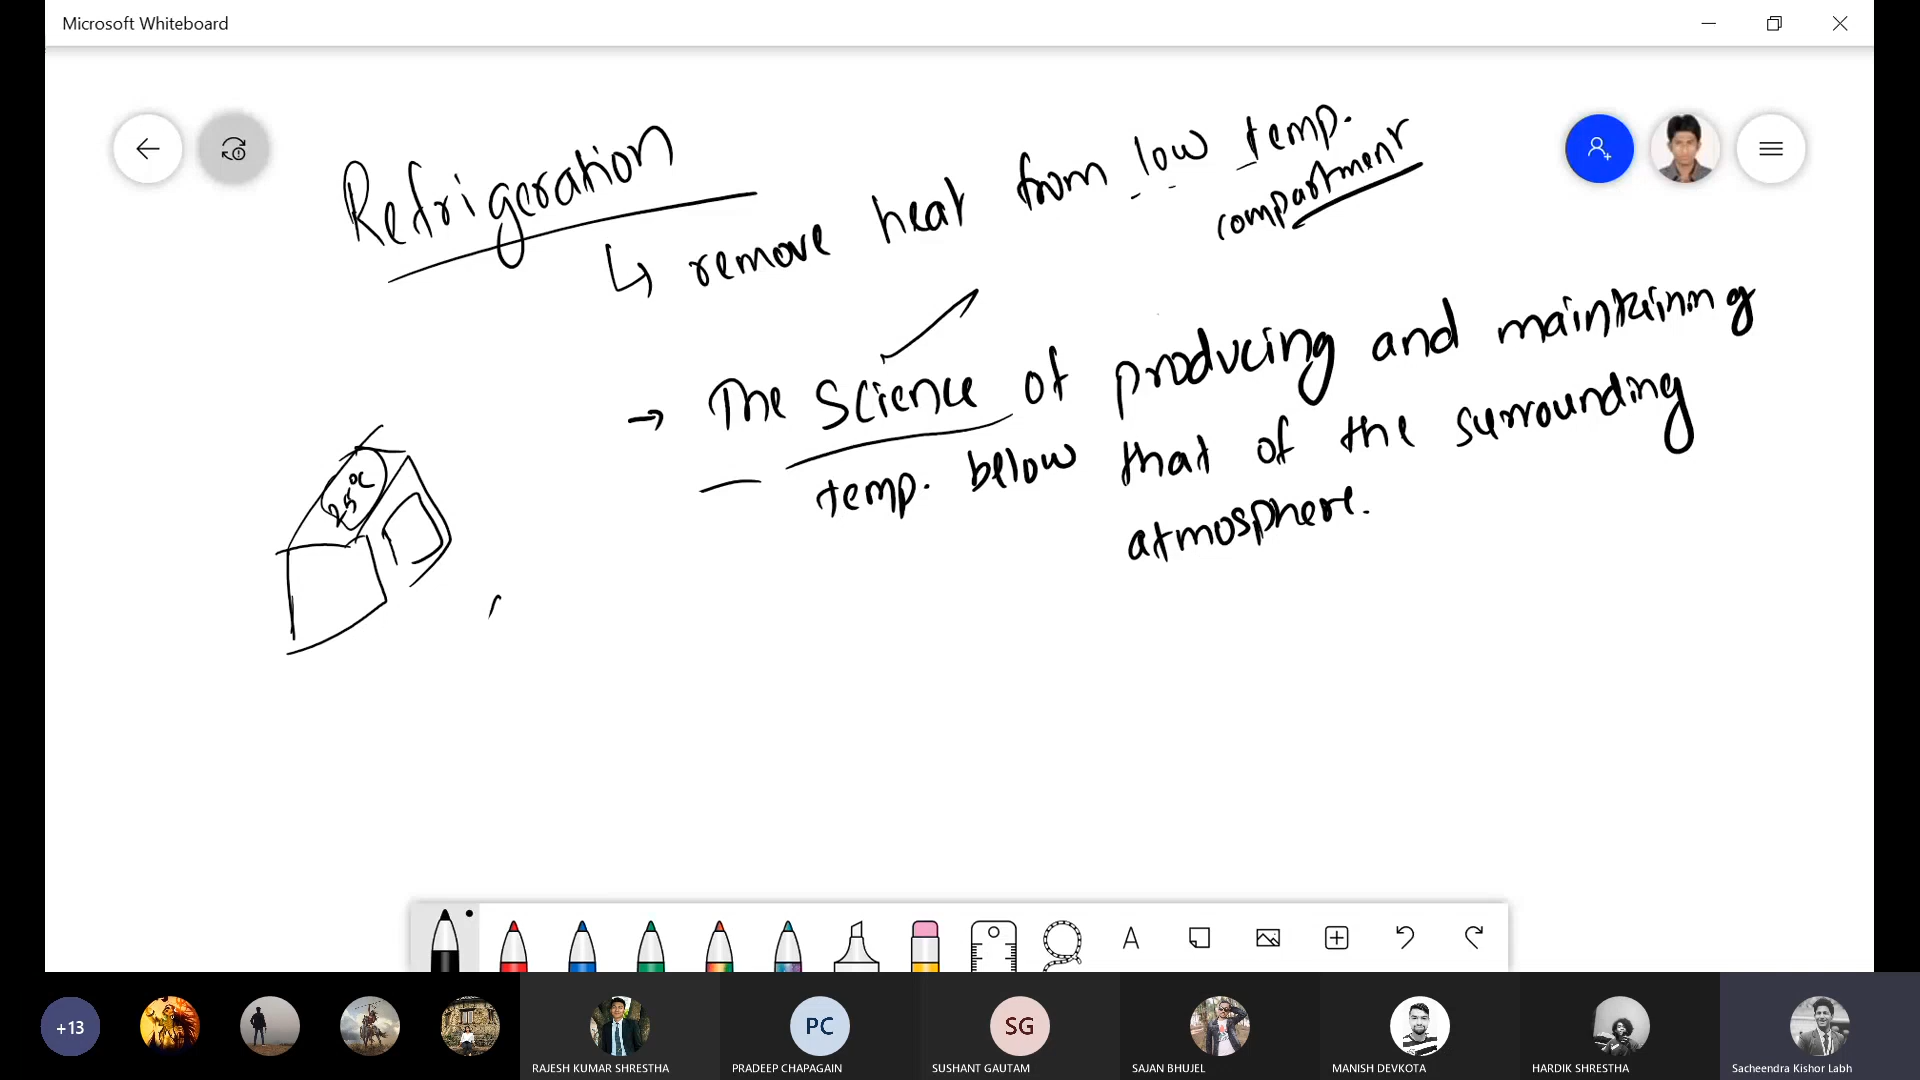 Microsoft Whiteboard
Refrigeration
↳ remove heat from low temp.
compartment
→ The science of producing and maintaining
temp. below that of the surrounding
atmosphere.
25°C
A
+13
PC
SG
RAJESH KUMAR SHRESTHA
PRADEEP CHAPAGAIN
SUSHANT GAUTAM
SAJAN BHUJEL
MANISH DEVKOTA
HARDIK SHRESTHA
Sacheendra Kishor Labh